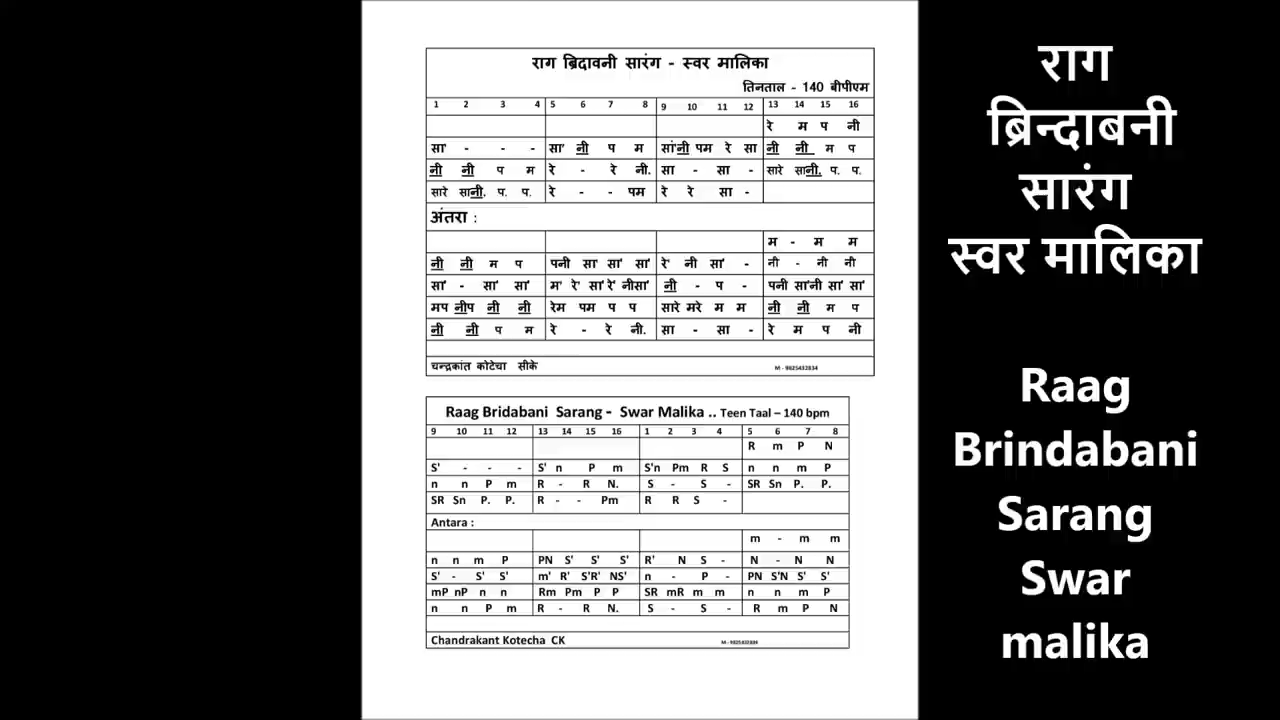 राग ब्रिदावनी सारंग - स्वर मालिका
तिनताल - 140 बीपीएम
1 2 3 4 5 6 7 8 9 10 11 12 13 14 15 16
रे म प नी
सा' - - - सा' नी प म सा॑नी पम रे सा नी नी म प
नी नी प म रे - रे नी. सा - सा - सारे सानी. प. प.
सारे सानी. प. प. रे - - पम रे रे सा -
अंतरा :
म - म म
नी नी म प पनी सा' सा' सा' रे' नी सा' - नी - नी नी
सा' - सा' सा' म' रे' सा'रे' नीसा' नी - प - पनी सा'नी सा' सा'
मप नीप नी नी रेम पम प प सारे मरे म म नी नी म प
नी नी प म रे - रे नी. सा - सा - रे म प नी
चन्द्रकांत कोटेचा सीके M - 9825432834
Raag Bridabani Sarang - Swar Malika .. Teen Taal – 140 bpm
9 10 11 12 13 14 15 16 1 2 3 4 5 6 7 8
R m P N
S' - - - S' n P m S'n Pm R S n n m P
n n P m R - R N. S - S - SR Sn P. P.
SR Sn P. P. R - - Pm R R S -
Antara :
m - m m
n n m P PN S' S' S' R' N S - N - N N
S' - S' S' m' R' S'R' NS' n - P - PN S'N S' S'
mP nP n n Rm Pm P P SR mR m m n n m P
n n P m R - R N. S - S - R m P N
Chandrakant Kotecha CK M - 9825432834
राग
ब्रिन्दाबनी
सारंग
स्वर मालिका
Raag
Brindabani
Sarang
Swar
malika